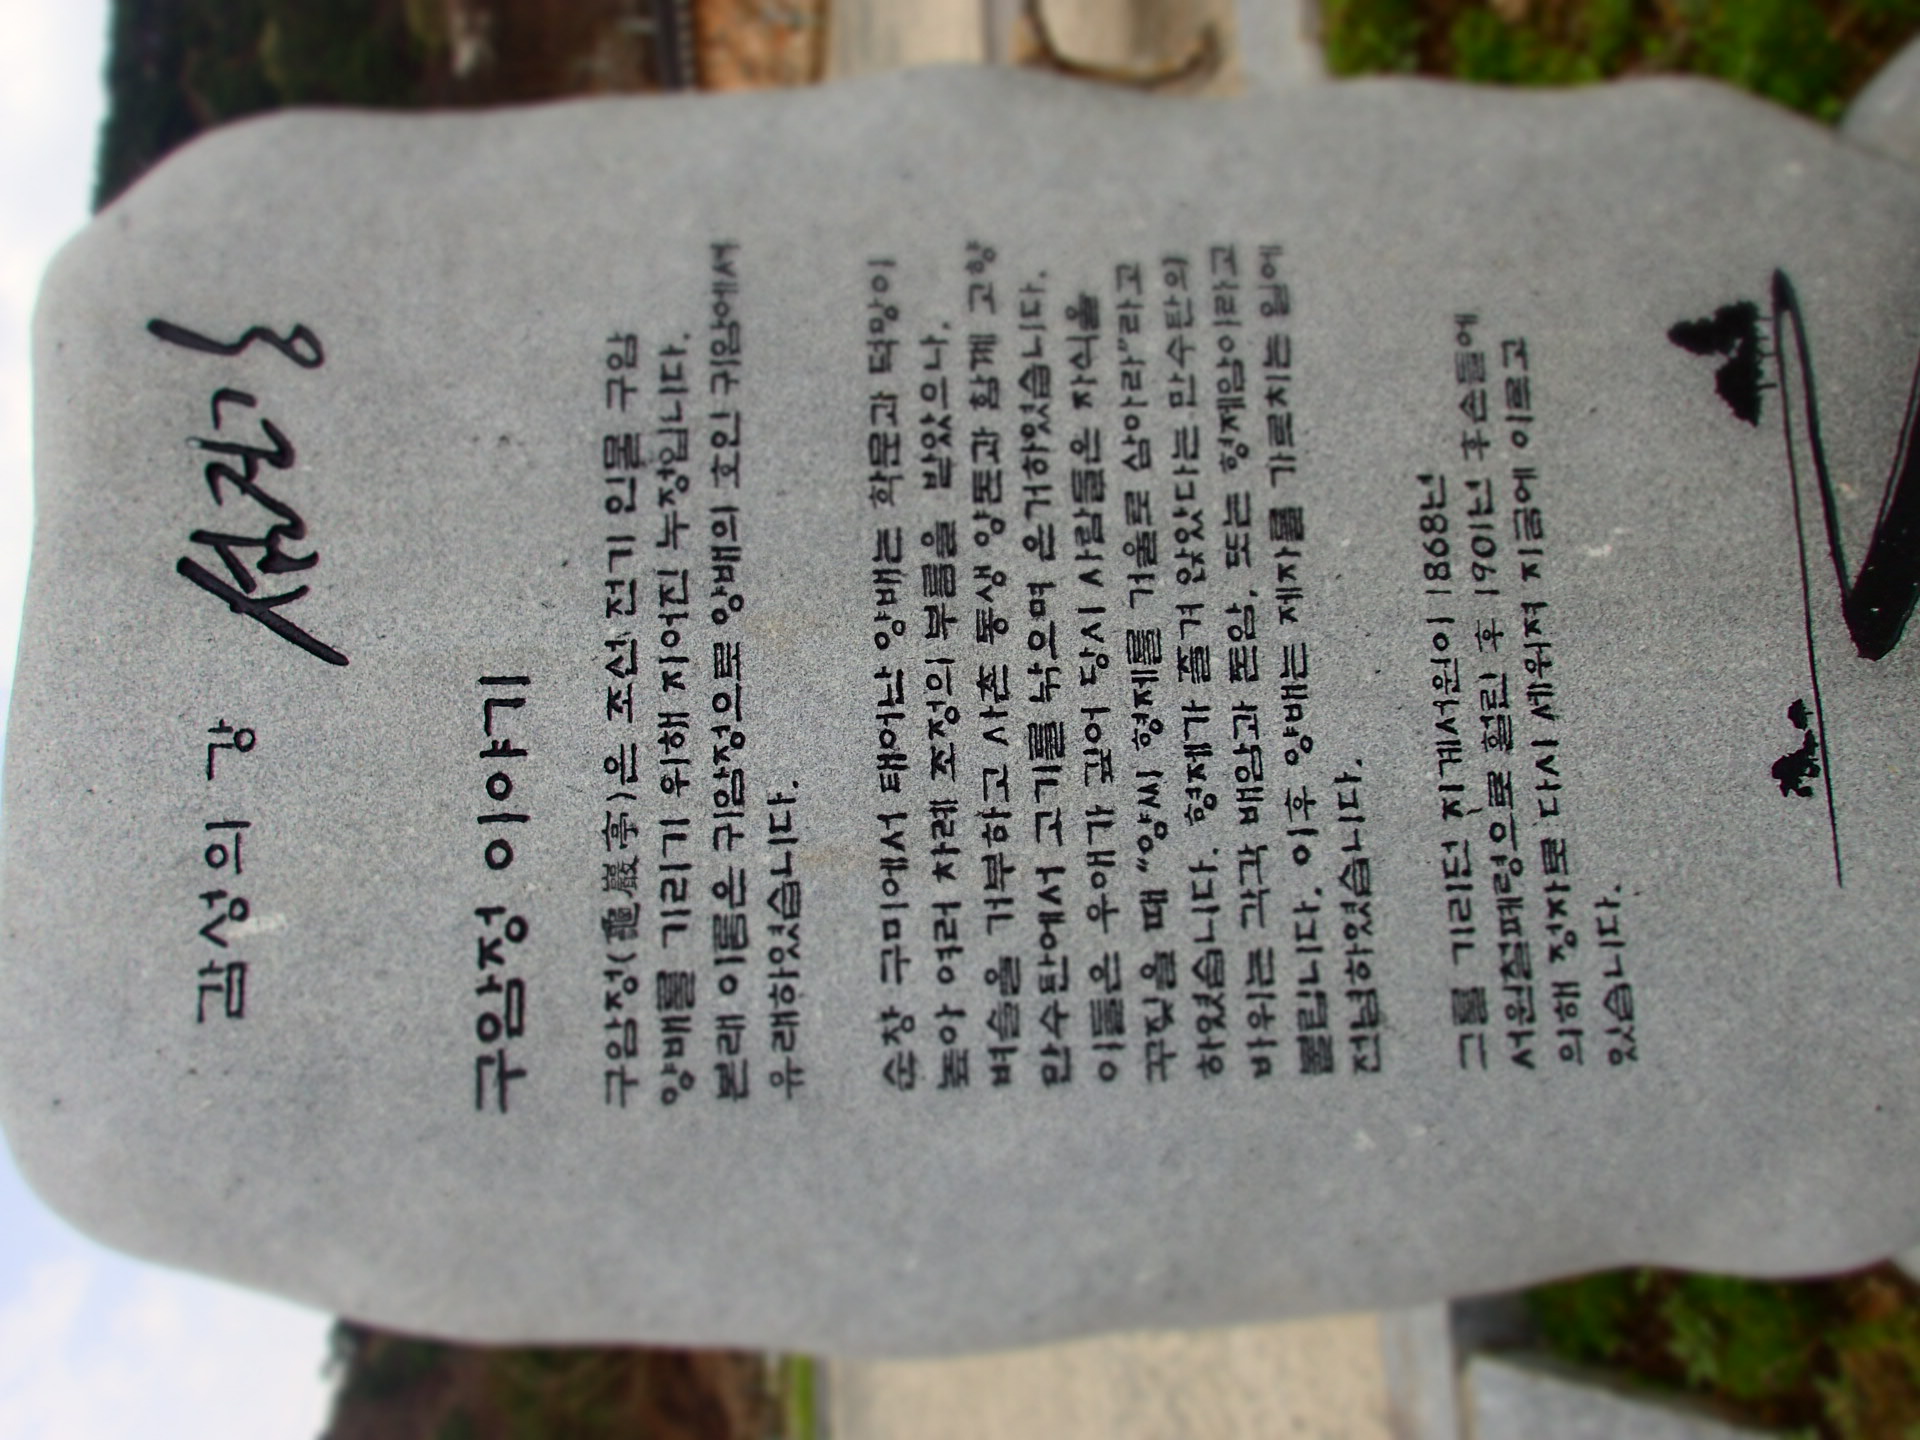 감성의 강 섬진강
구암정 이야기
구암정(龜巖亭)은 조선 전기 인물 구암
양배를 기리기 위해 지어진 누정입니다.
본래 이름은 귀암정으로 양배의 호인 귀암에서
유래하였습니다.
순창 구미에서 태어난 양배는 학문과 덕망이
높아 여러 차례 조정의 부름을 받았으나,
벼슬을 거부하고 사촌 동생 양돈과 함께 고향
만수탄에서 고기를 낚으며 은거하였습니다.
이들은 우애가 깊어 당시 사람들은 자식을
꾸짖을 때 "양씨 형제를 거울로 삼아라"라고
하였습니다. 형제가 즐겨 앉았다는 만수탄의
바위는 각각 배암과 돈암, 또는 형제암이라고
불립니다. 이후 양배는 제자를 가르치는 일에
전념하였습니다.
그를 기리던 지계서원이 1868년
서원철폐령으로 헐린 후 1901년 후손들에
의해 정자로 다시 세워져 지금에 이르고
있습니다.